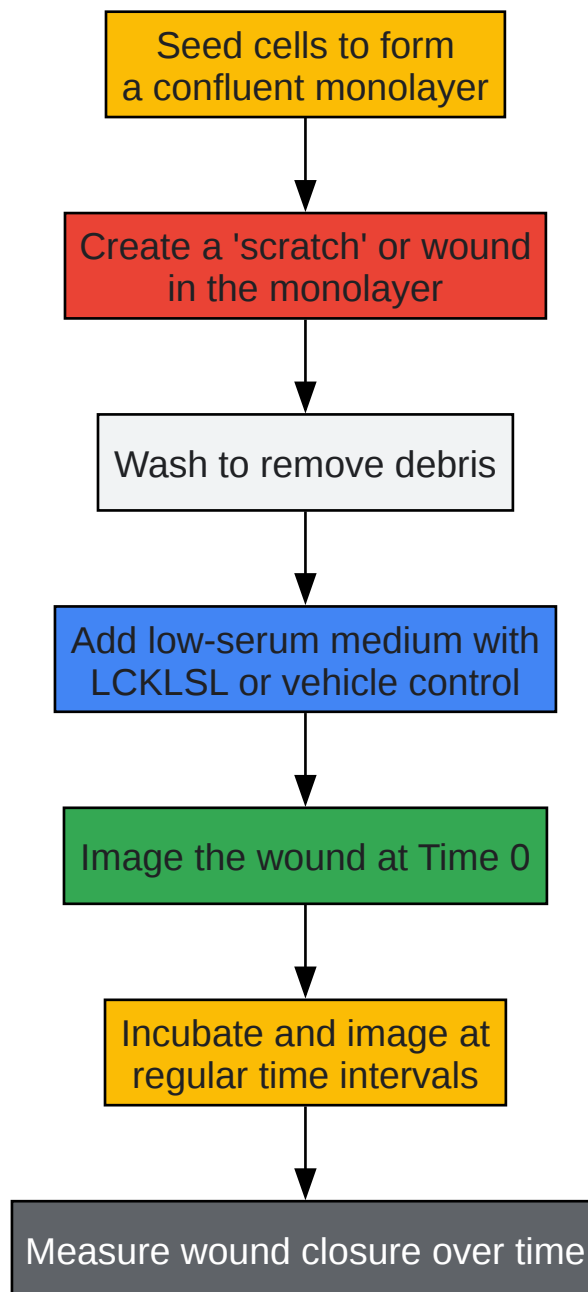 Seed cells to form
a confluent monolayer
Create a 'scratch' or wound
in the monolayer
Wash to remove debris
Add low-serum medium with
LCKLSL or vehicle control
Image the wound at Time 0
Incubate and image at
regular time intervals
Measure wound closure over time